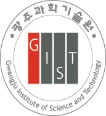 광주과학기술원
GIST
Gwangju Institute of Science and Technology